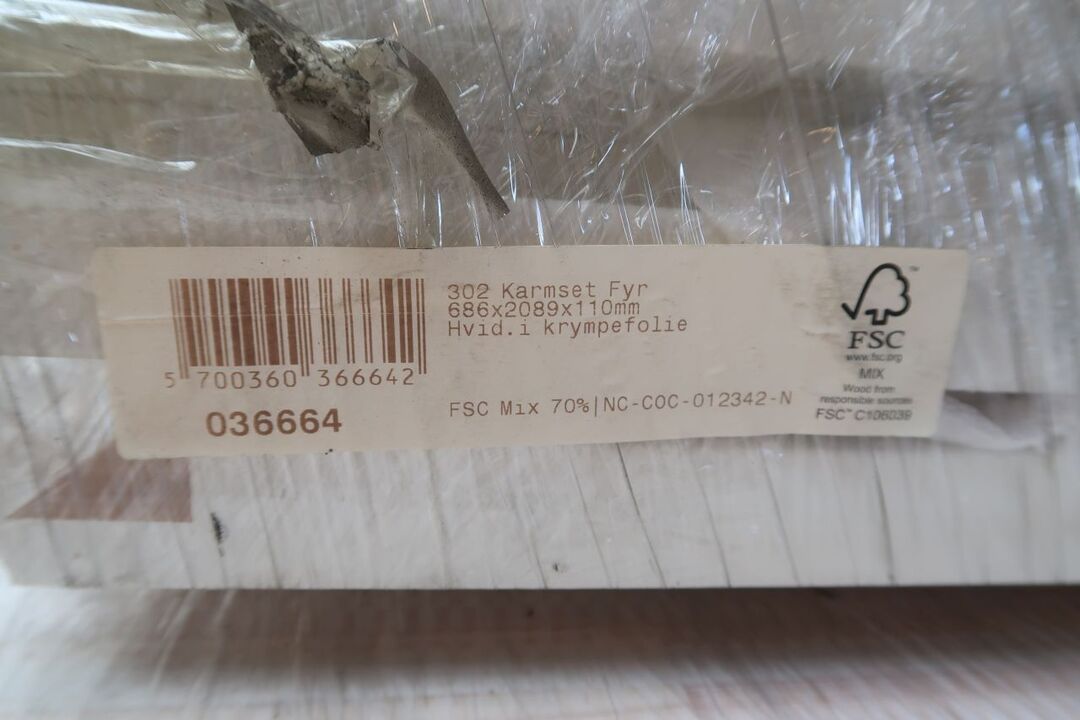 302 Karmset Fyr
686x2089x110mm
Hvid.i krympefolie
5 700360 366642
036664
FSC Mix 70%|NC-COC-012342-N
FSC
www.fsc.org
MIX
Wood from
responsible sources
FSC™ C106039